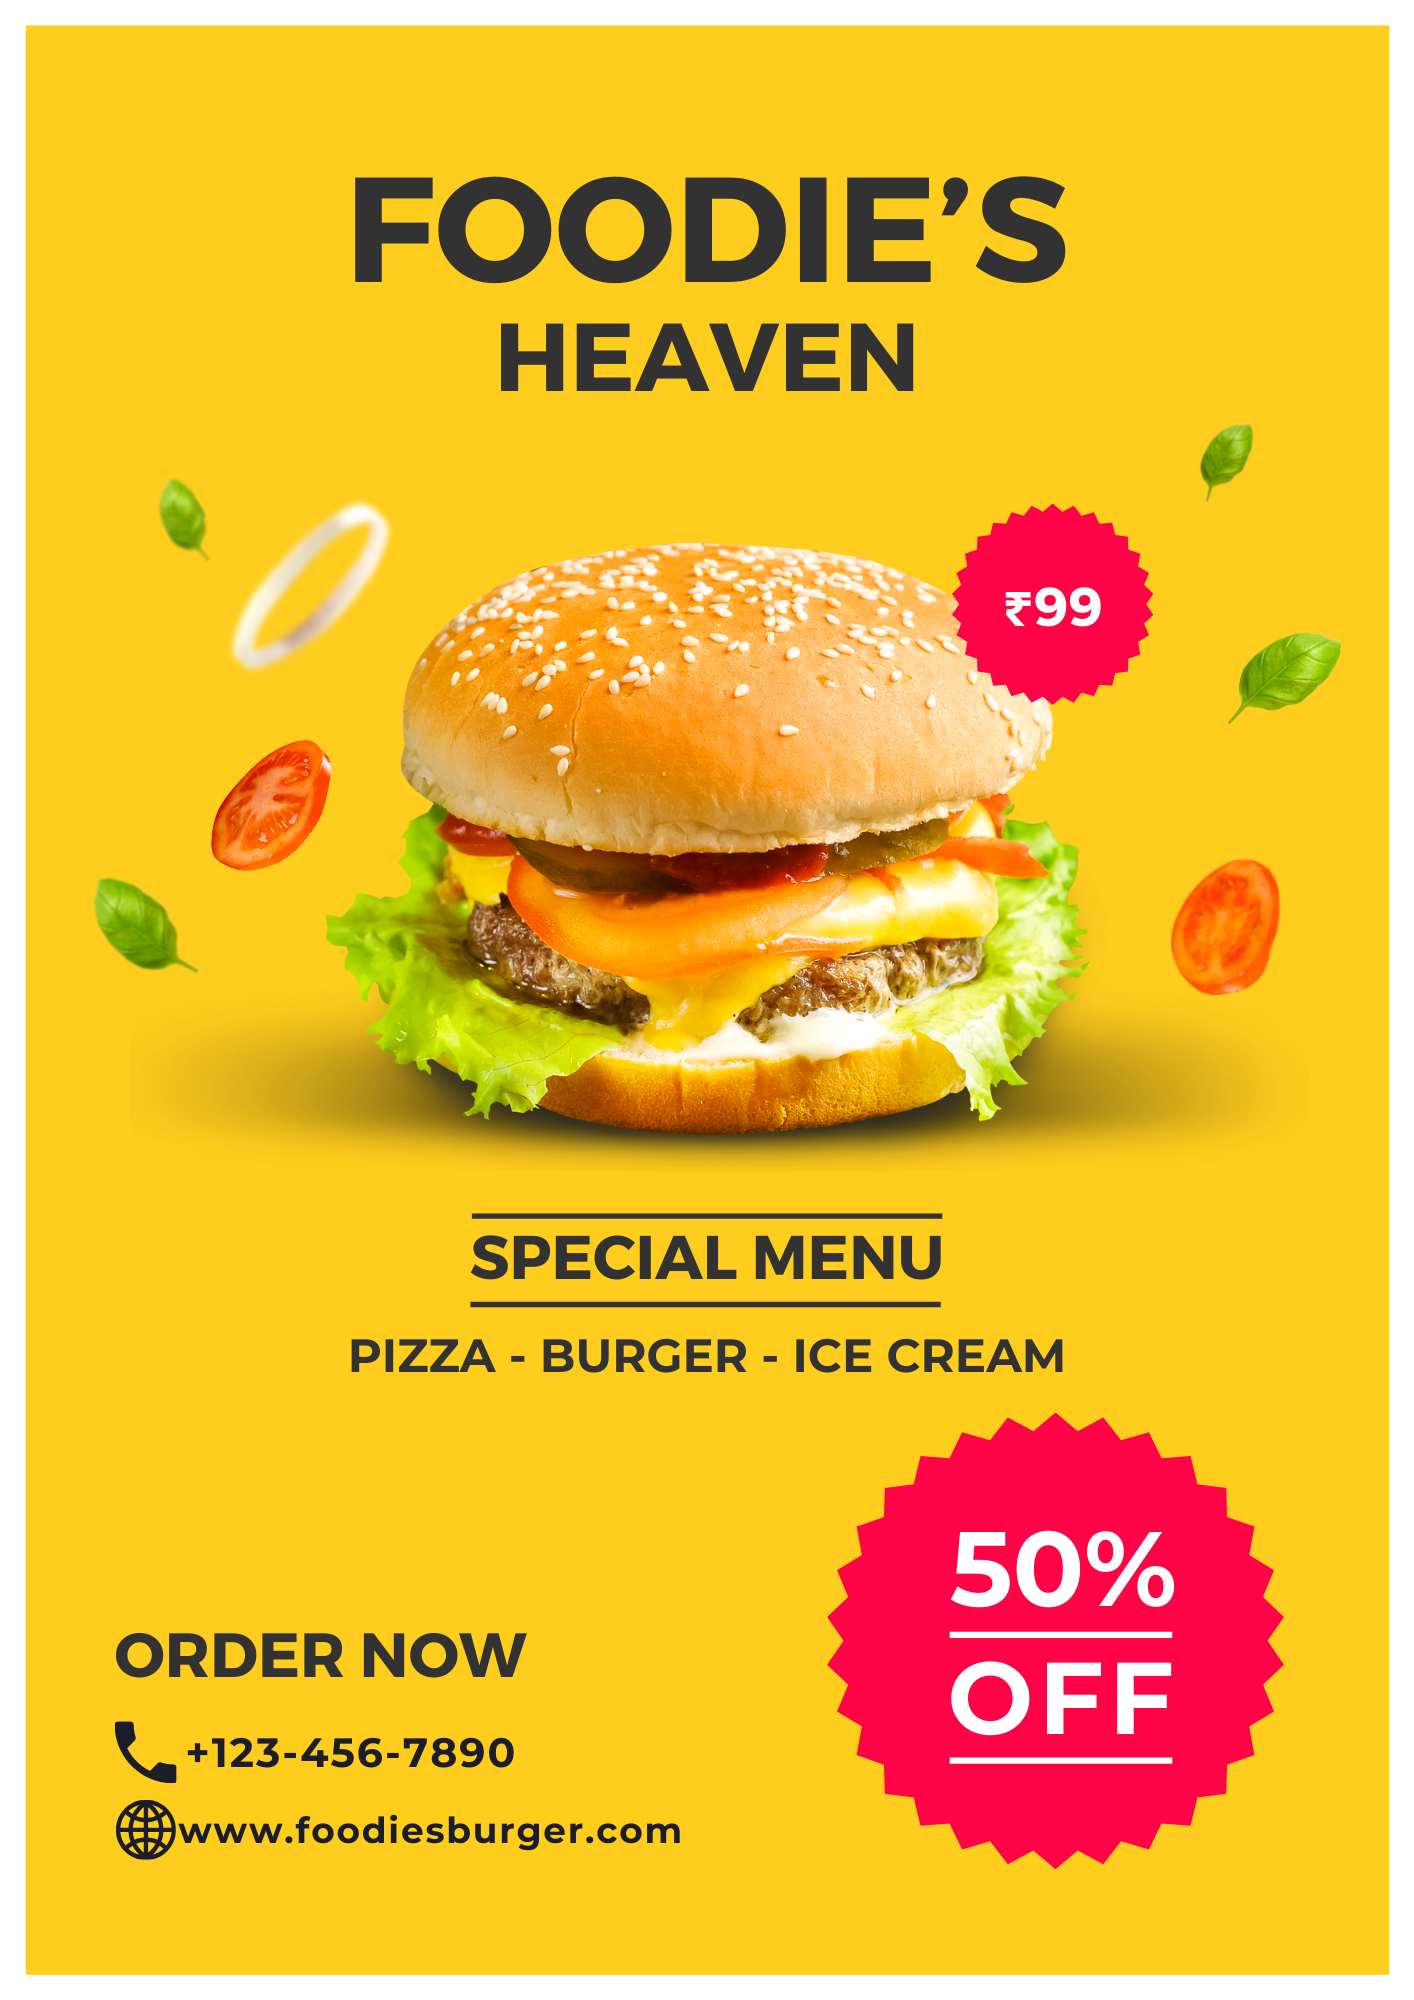 FOODIE’S
HEAVEN
₹99
SPECIAL MENU
PIZZA - BURGER - ICE CREAM
50%
OFF
ORDER NOW
+123-456-7890
www.foodiesburger.com